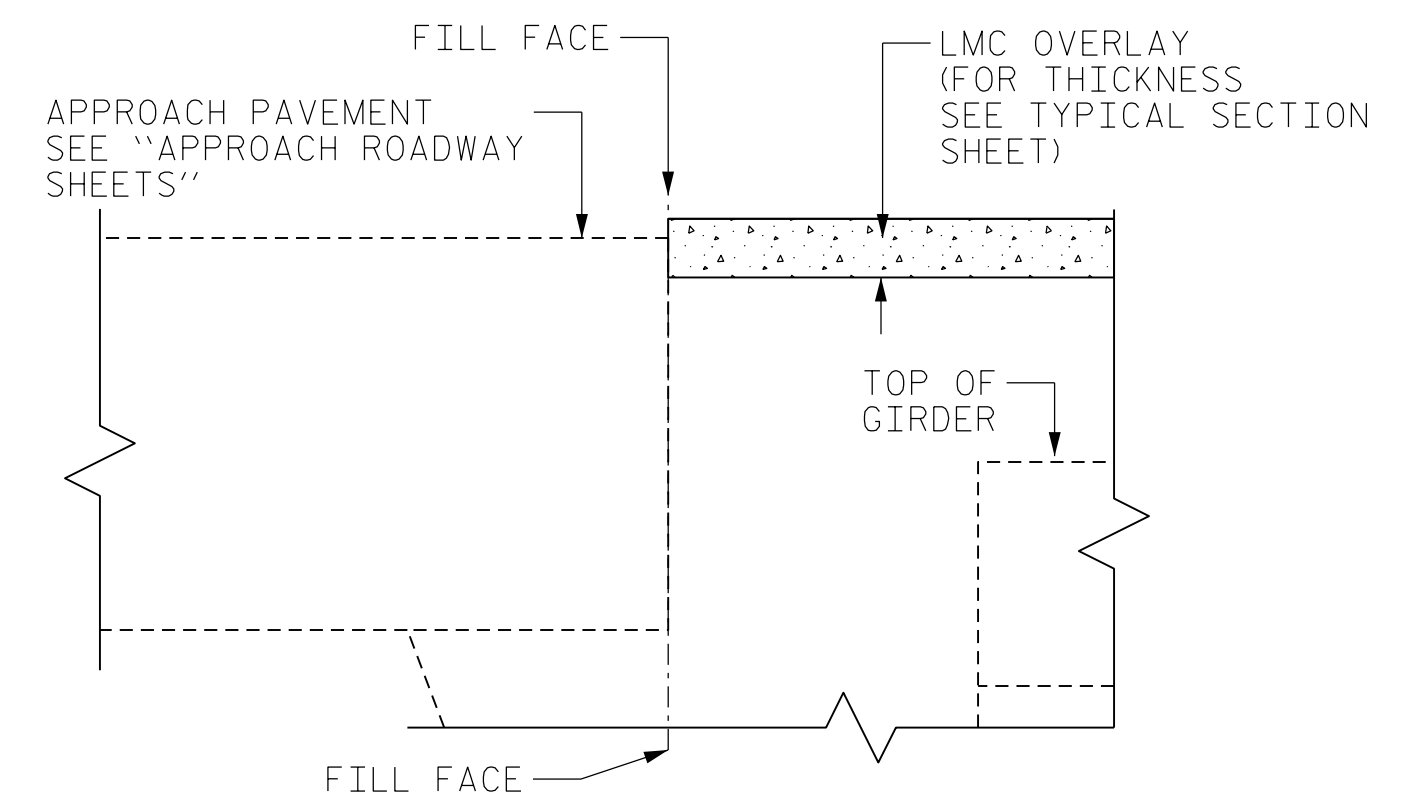 FILL FACE
LMC OVERLAY
(FOR THICKNESS
SEE TYPICAL SECTION
SHEET)
APPROACH PAVEMENT
SEE ‶APPROACH ROADWAY
SHEETS″
TOP OF
GIRDER
FILL FACE